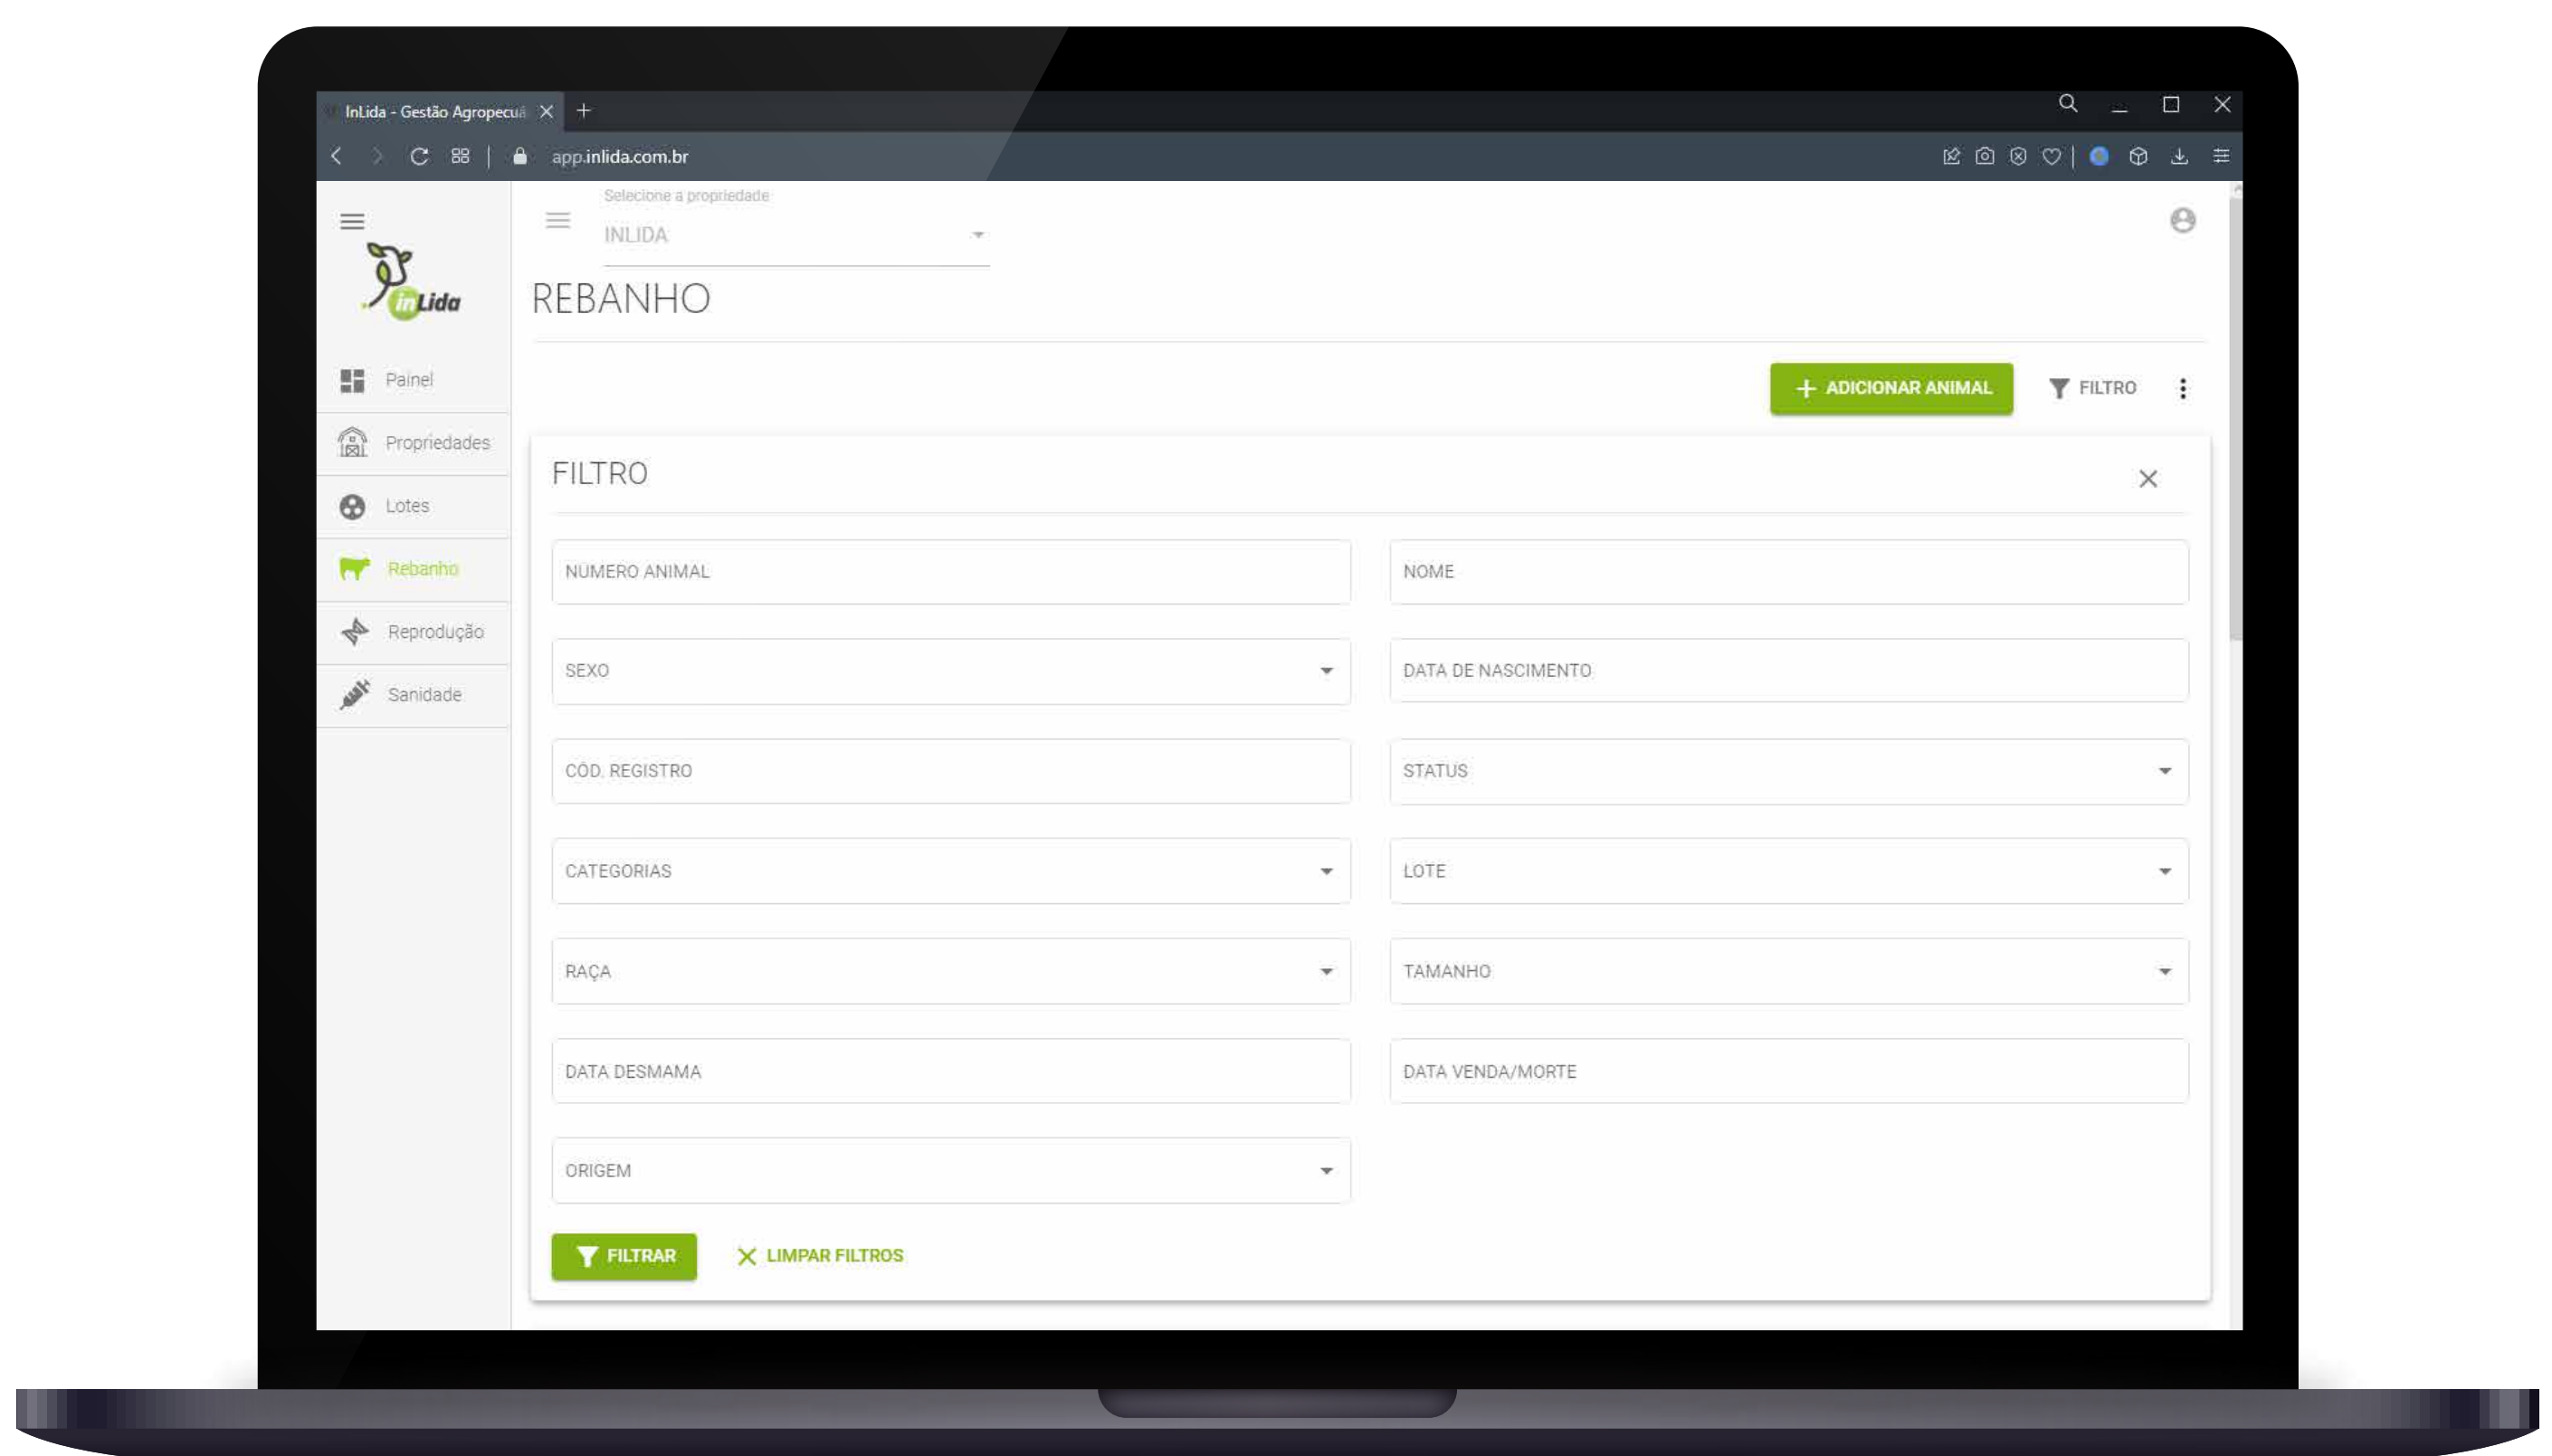 InLida - Gestão Agropecuá
app.inlida.com.br
Selecione a propriedade
INLIDA
inLida
REBANHO
Painel
Propriedades
Lotes
Rebanho
Reprodução
Sanidade
ADICIONAR ANIMAL
FILTRO
FILTRO
NÚMERO ANIMAL
NOME
SEXO
DATA DE NASCIMENTO
CÓD. REGISTRO
STATUS
CATEGORIAS
LOTE
RAÇA
TAMANHO
DATA DESMAMA
DATA VENDA/MORTE
ORIGEM
FILTRAR
LIMPAR FILTROS